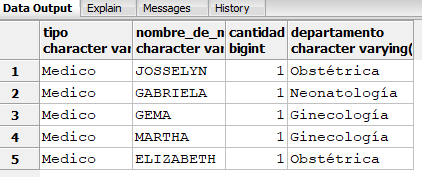 Data Output Explain Messages History
tipo nombre_de_m cantidad departamento
character var character var bigint character varying(
1 Medico JOSSELYN 1 Obstétrica
2 Medico GABRIELA 1 Neonatología
3 Medico GEMA 1 Ginecología
4 Medico MARTHA 1 Ginecología
5 Medico ELIZABETH 1 Obstétrica